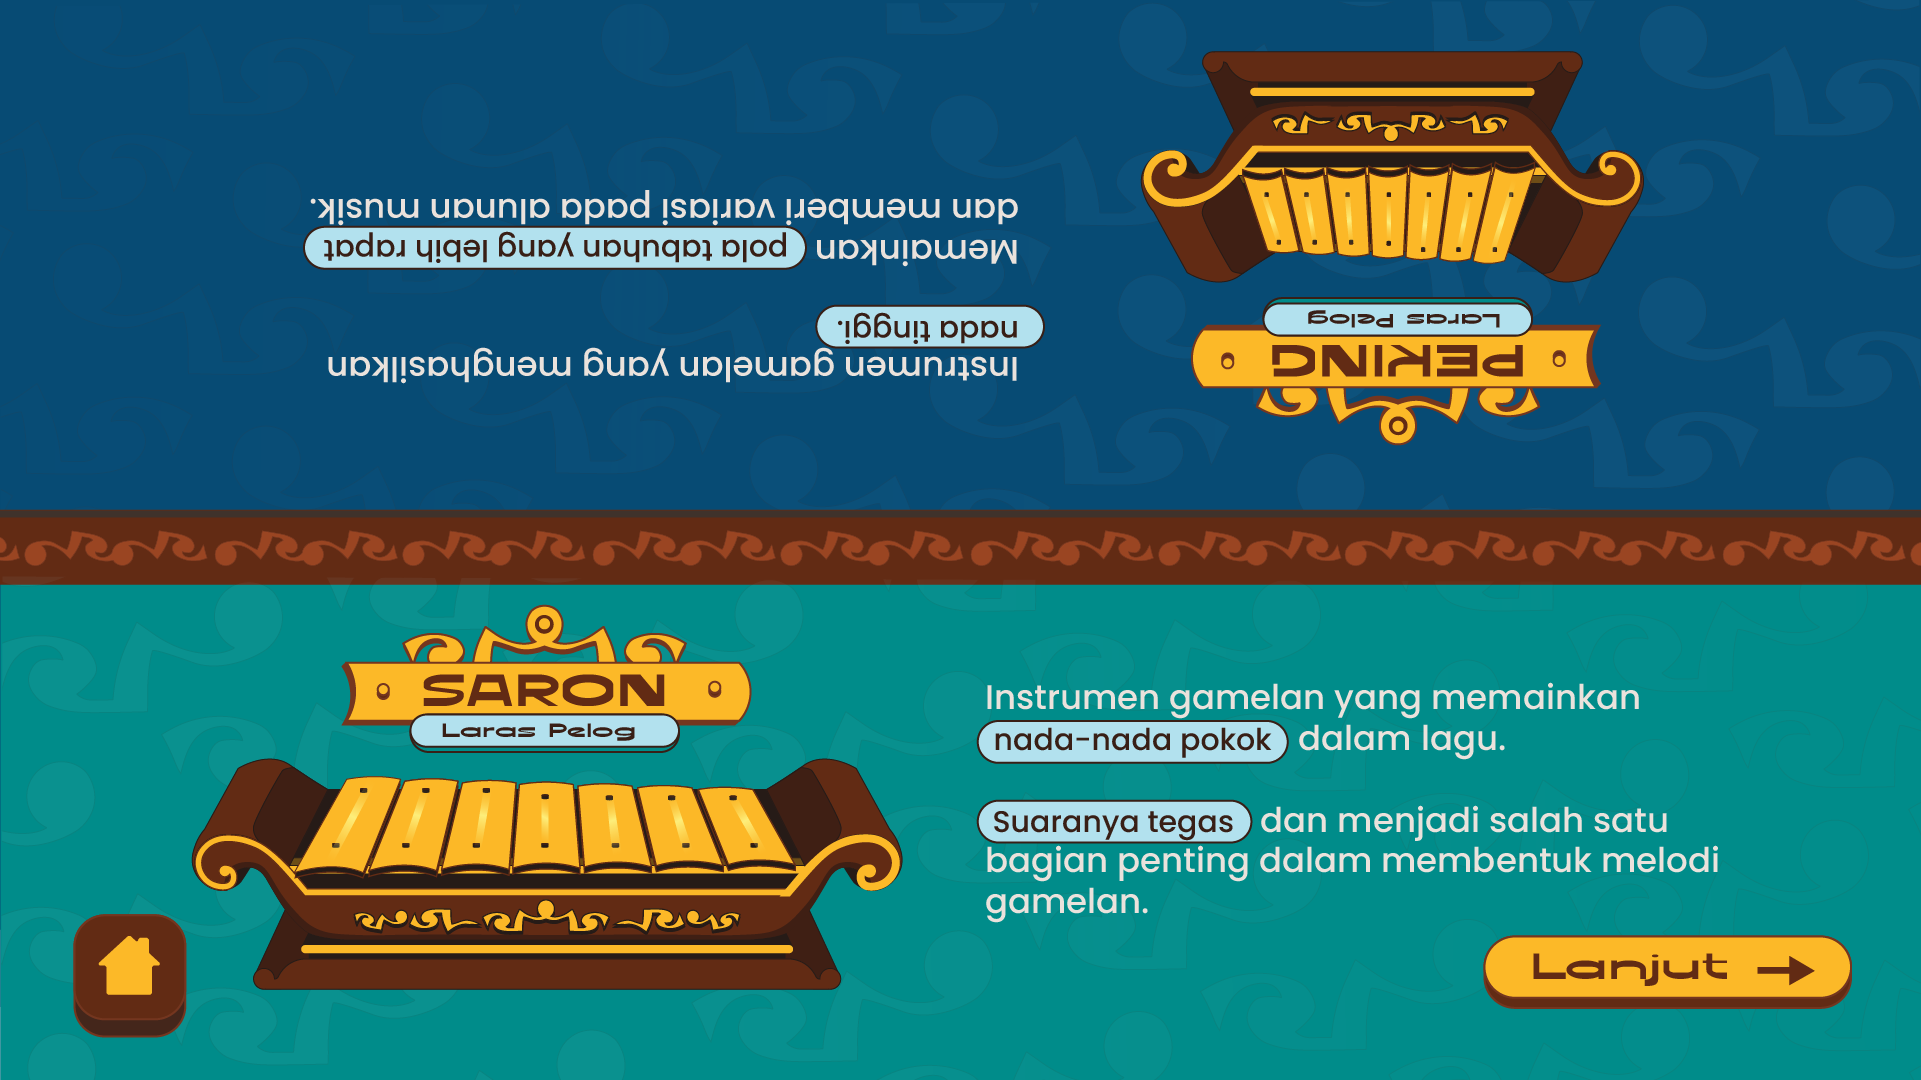 PEKING
Laras Pelog
Instrumen gamelan yang menghasilkan
nada tinggi.
Memainkan pola tabuhan yang lebih rapat
dan memberi variasi pada alunan musik.
SARON
Laras Pelog
Instrumen gamelan yang memainkan
nada-nada pokok dalam lagu.
Suaranya tegas dan menjadi salah satu
bagian penting dalam membentuk melodi
gamelan.
Lanjut